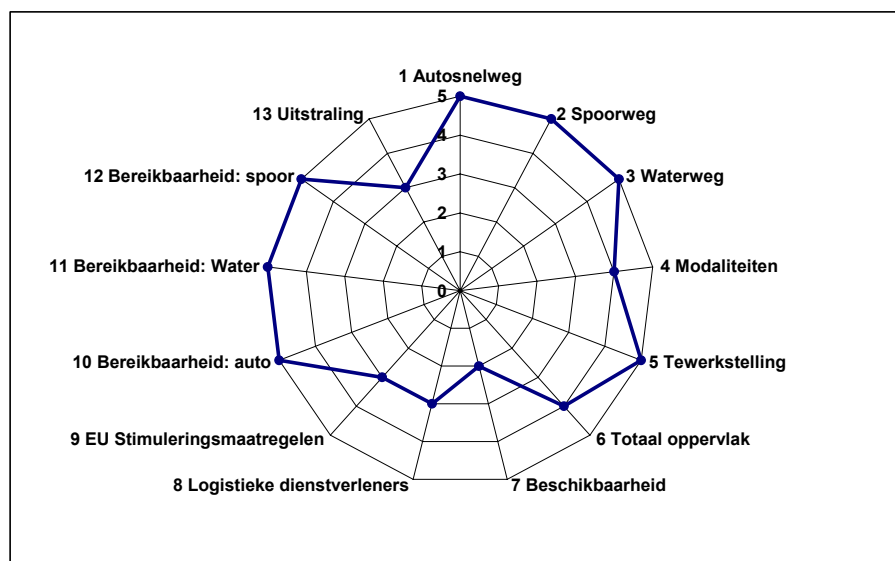 1 Autosnelweg
5
13 Uitstraling
2 Spoorweg
4
12 Bereikbaarheid: spoor
3 Waterweg
3
2
11 Bereikbaarheid: Water
4 Modaliteiten
1
0
10 Bereikbaarheid: auto
5 Tewerkstelling
9 EU Stimuleringsmaatregelen
6 Totaal oppervlak
8 Logistieke dienstverleners
7 Beschikbaarheid